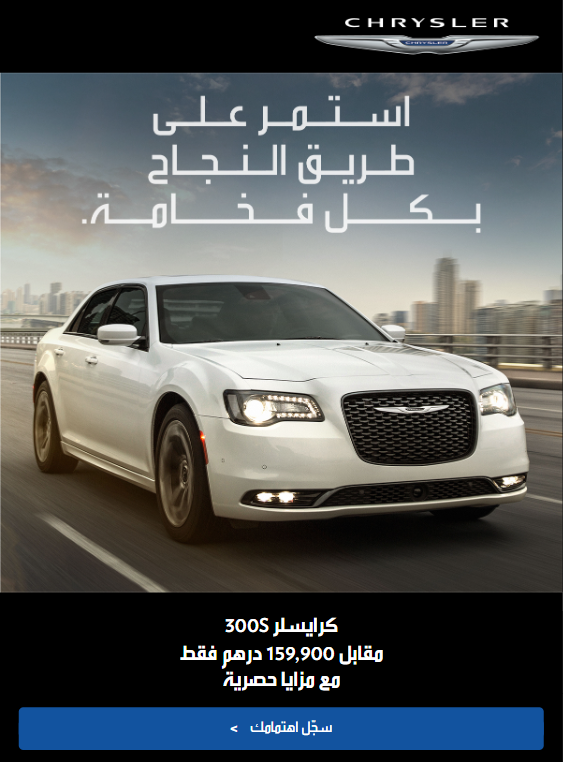 CHRYSLER
CHRYSLER
استمر على
طريق النجاح
بكل فخامة.
كرايسلر 300S
مقابل 159,900 درهم فقط
مع مزايا حصرية
سجّل اهتمامك >